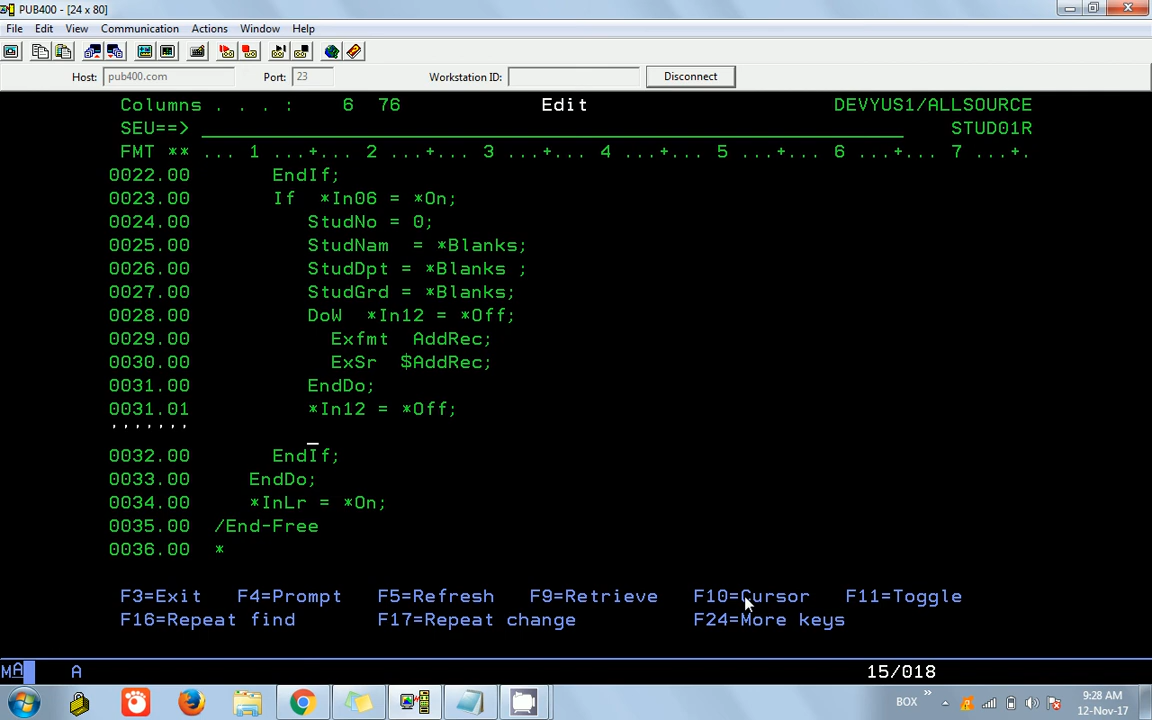 PUB400 - [24 x 80]
File Edit View Communication Actions Window Help
Host: pub400.com Port: 23 Workstation ID: Disconnect
Columns . . . : 6 76 Edit DEVYUS1/ALLSOURCE
SEU==> STUD01R
FMT ** ... 1 ...+... 2 ...+... 3 ...+... 4 ...+... 5 ...+... 6 ...+... 7 ...+.
0022.00 EndIf;
0023.00 If *In06 = *On;
0024.00 StudNo = 0;
0025.00 StudNam = *Blanks;
0026.00 StudDpt = *Blanks ;
0027.00 StudGrd = *Blanks;
0028.00 DoW *In12 = *Off;
0029.00 Exfmt AddRec;
0030.00 ExSr $AddRec;
0031.00 EndDo;
0031.01 *In12 = *Off;
'''''''
0032.00 EndIf;
0033.00 EndDo;
0034.00 *InLr = *On;
0035.00 /End-Free
0036.00 *
F3=Exit F4=Prompt F5=Refresh F9=Retrieve F10=Cursor F11=Toggle
F16=Repeat find F17=Repeat change F24=More keys
MA A 15/018
BOX 9:28 AM
12-Nov-17